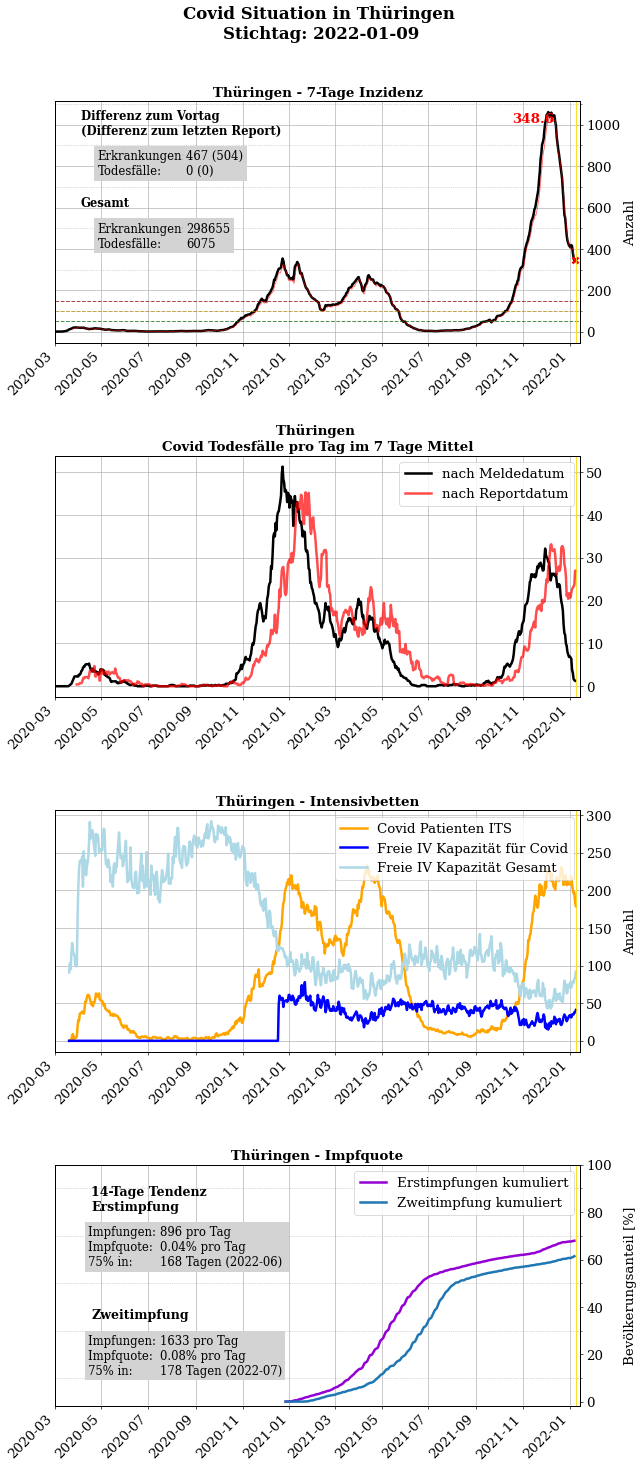 Covid Situation in Thüringen
Stichtag: 2022-01-09
Thüringen - 7-Tage Inzidenz
Differenz zum Vortag
(Differenz zum letzten Report)
Erkrankungen 467 (504)
Todesfälle: 0 (0)
Gesamt
Erkrankungen 298655
Todesfälle: 6075
348.6
1000
800
600
400
200
0
Anzahl
2020-03 2020-05 2020-07 2020-09 2020-11 2021-01 2021-03 2021-05 2021-07 2021-09 2021-11 2022-01
Thüringen
Covid Todesfälle pro Tag im 7 Tage Mittel
nach Meldedatum
nach Reportdatum
50
40
30
20
10
0
2020-03 2020-05 2020-07 2020-09 2020-11 2021-01 2021-03 2021-05 2021-07 2021-09 2021-11 2022-01
Thüringen - Intensivbetten
Covid Patienten ITS
Freie IV Kapazität für Covid
Freie IV Kapazität Gesamt
300
250
200
150
100
50
0
Anzahl
2020-03 2020-05 2020-07 2020-09 2020-11 2021-01 2021-03 2021-05 2021-07 2021-09 2021-11 2022-01
Thüringen - Impfquote
14-Tage Tendenz
Erstimpfung
Impfungen: 896 pro Tag
Impfquote: 0.04% pro Tag
75% in: 168 Tagen (2022-06)
Zweitimpfung
Impfungen: 1633 pro Tag
Impfquote: 0.08% pro Tag
75% in: 178 Tagen (2022-07)
Erstimpfungen kumuliert
Zweitimpfung kumuliert
100
80
60
40
20
0
Bevölkerungsanteil [%]
2020-03 2020-05 2020-07 2020-09 2020-11 2021-01 2021-03 2021-05 2021-07 2021-09 2021-11 2022-01